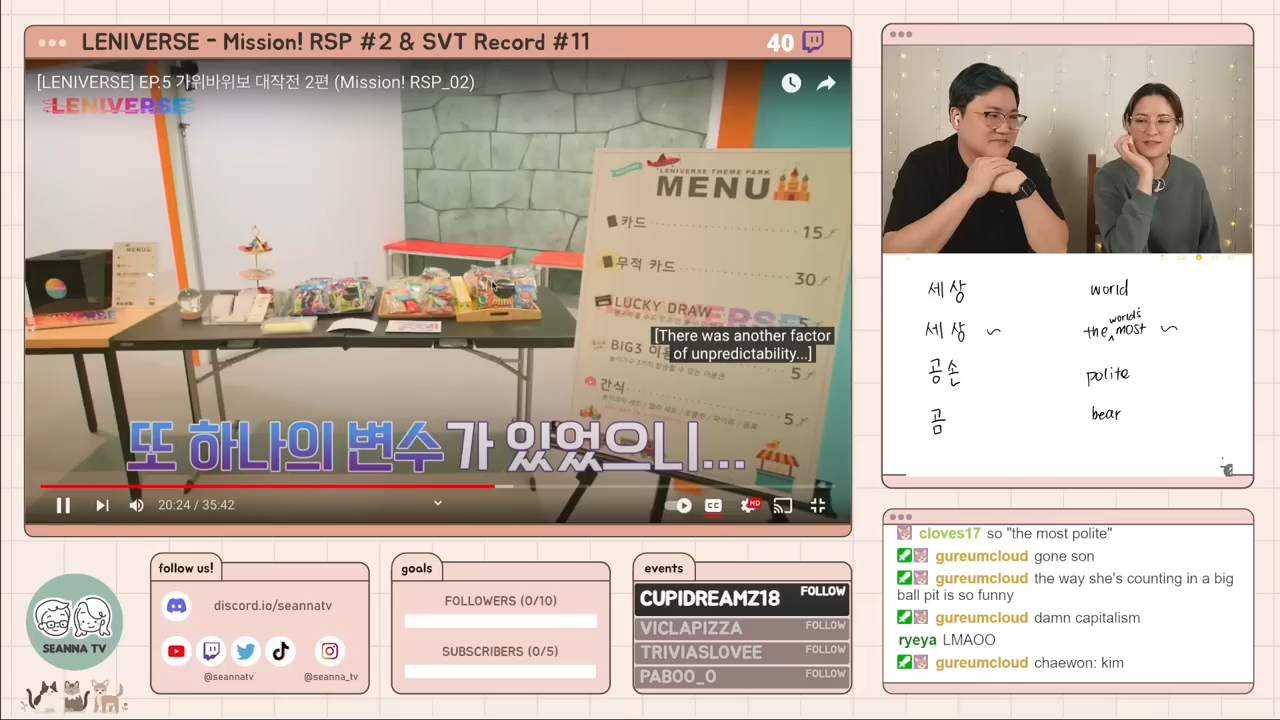 LENIVERSE - Mission! RSP #2 & SVT Record #11
40
[LENIVERSE] EP.5 가위바위보 대작전 2편 (Mission! RSP_02)
LENIVERSE
LENIVERSE THEME PARK
MENU
카드 15
무적 카드 30
LUCKY DRAW 5
BIG3 5
간식 5
[There was another factor
of unpredictability...]
또 하나의 변수가 있었으니...
20:24 / 35:42
CC
HD
세상 world
세상 ~ the world's most ~
공손 polite
곰 bear
follow us!
discord.io/seannatv
@seannatv
@seanna_tv
SEANNA TV
goals
FOLLOWERS (0/10)
SUBSCRIBERS (0/5)
events
CUPIDREAMZ18 FOLLOW
VICLAPIZZA FOLLOW
TRIVIASLOVEE FOLLOW
PABOO_0 FOLLOW
cloves17 so "the most polite"
gureumcloud gone son
gureumcloud the way she's counting in a big
ball pit is so funny
gureumcloud damn capitalism
ryeya LMAOO
gureumcloud chaewon: kim